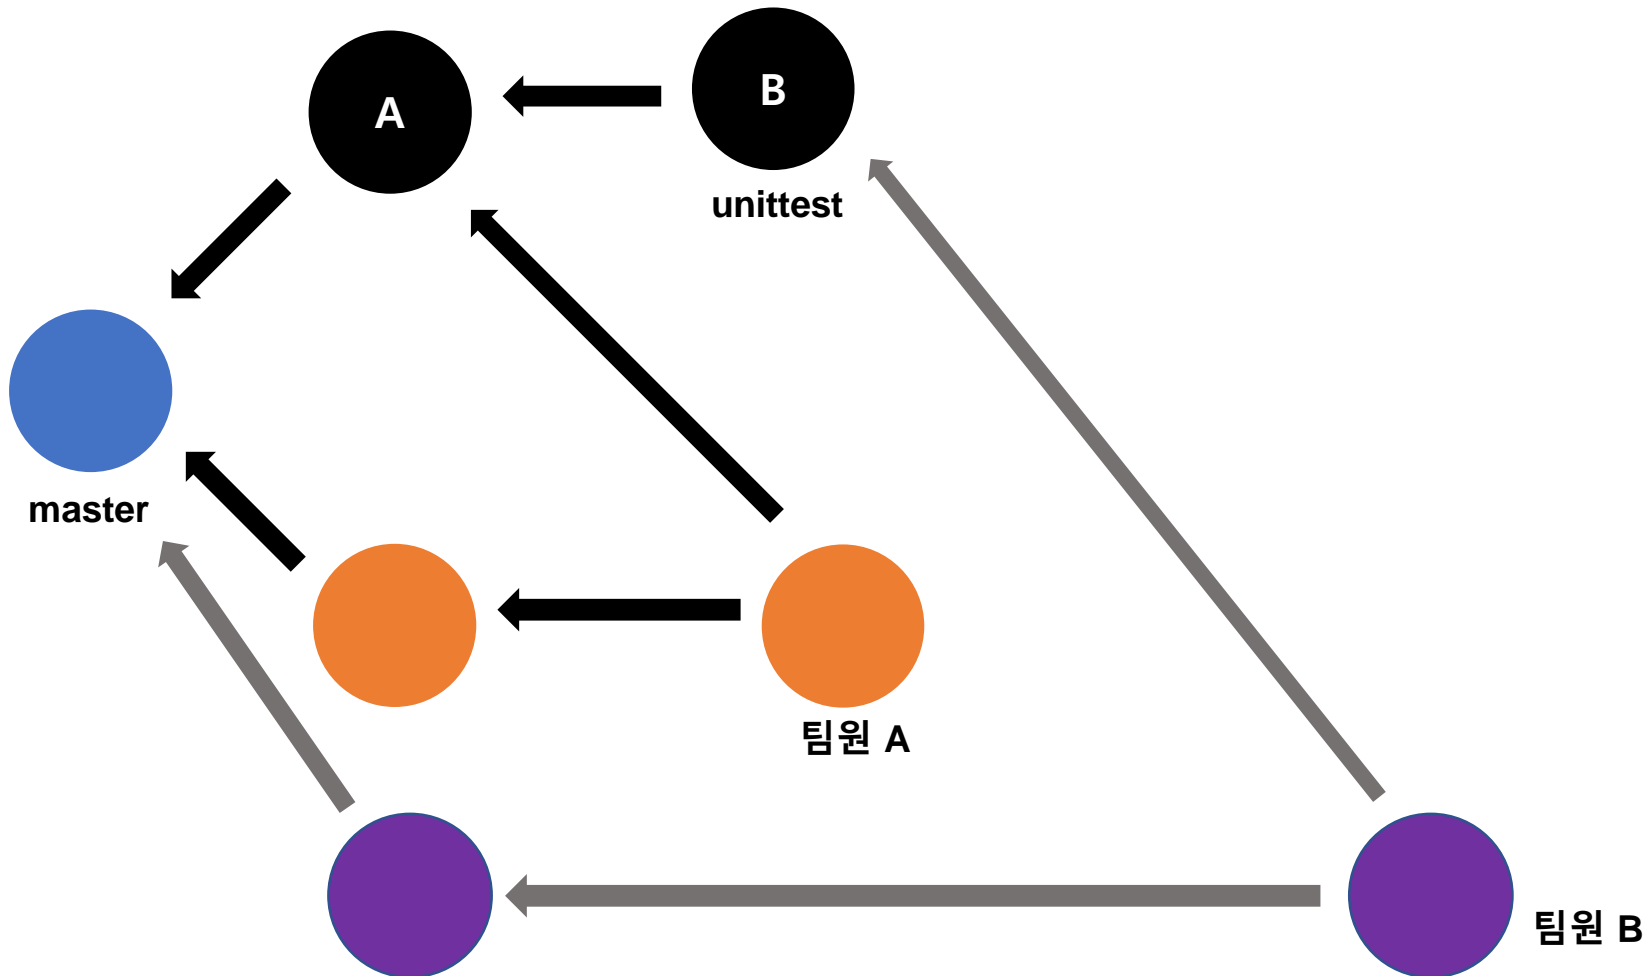 A
B
unittest
master
팀원 A
팀원 B